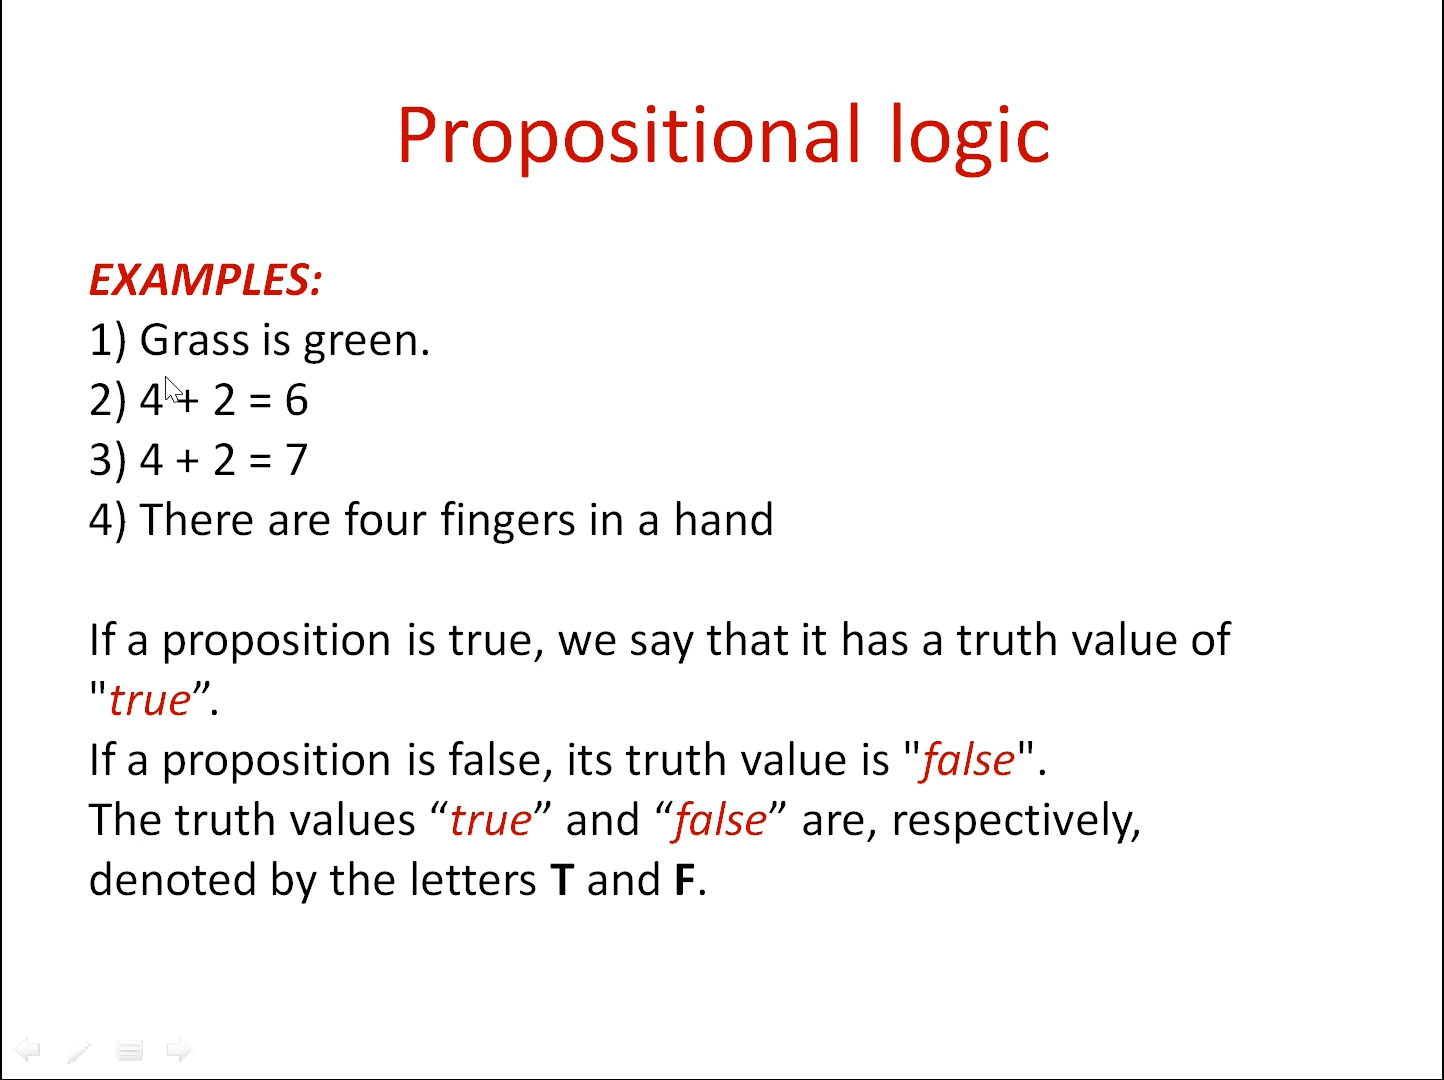 Propositional logic
EXAMPLES:
1) Grass is green.
2) 4 + 2 = 6
3) 4 + 2 = 7
4) There are four fingers in a hand
If a proposition is true, we say that it has a truth value of
"true”.
If a proposition is false, its truth value is "false".
The truth values “true” and “false” are, respectively,
denoted by the letters T and F.